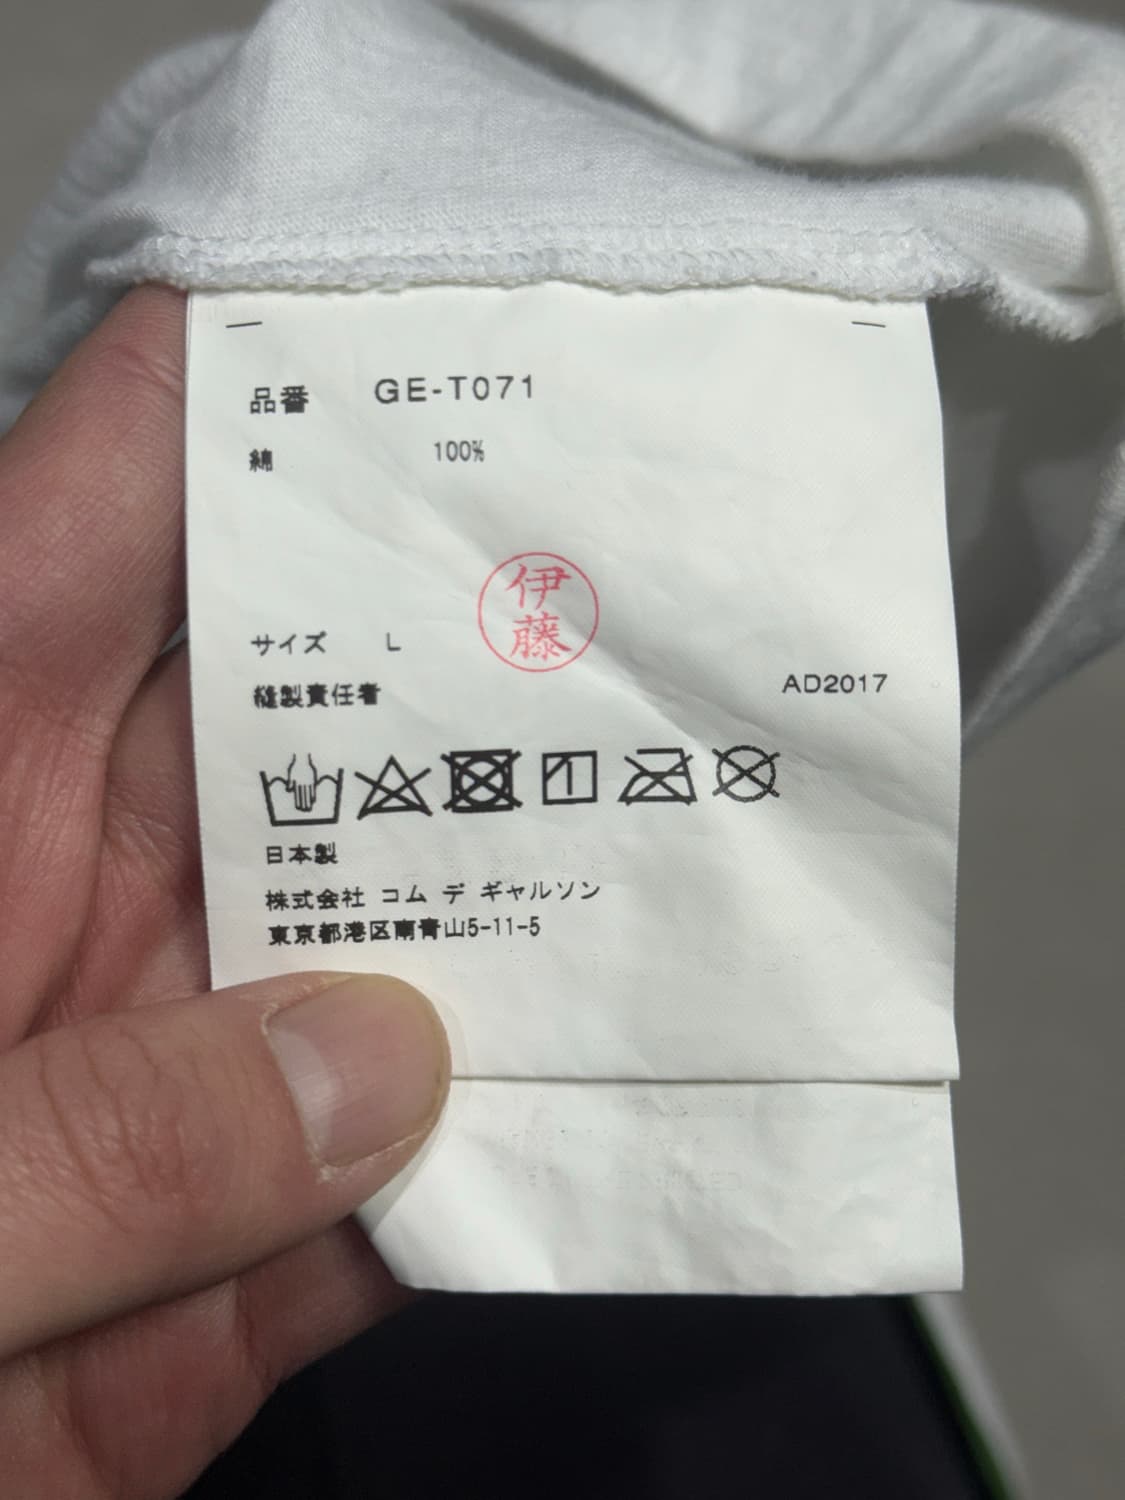 品番 GE-T071
綿 100%
伊藤
サイズ L
縫製責任者
AD2017
日本製
株式会社 コム デ ギャルソン
東京都港区南青山5-11-5